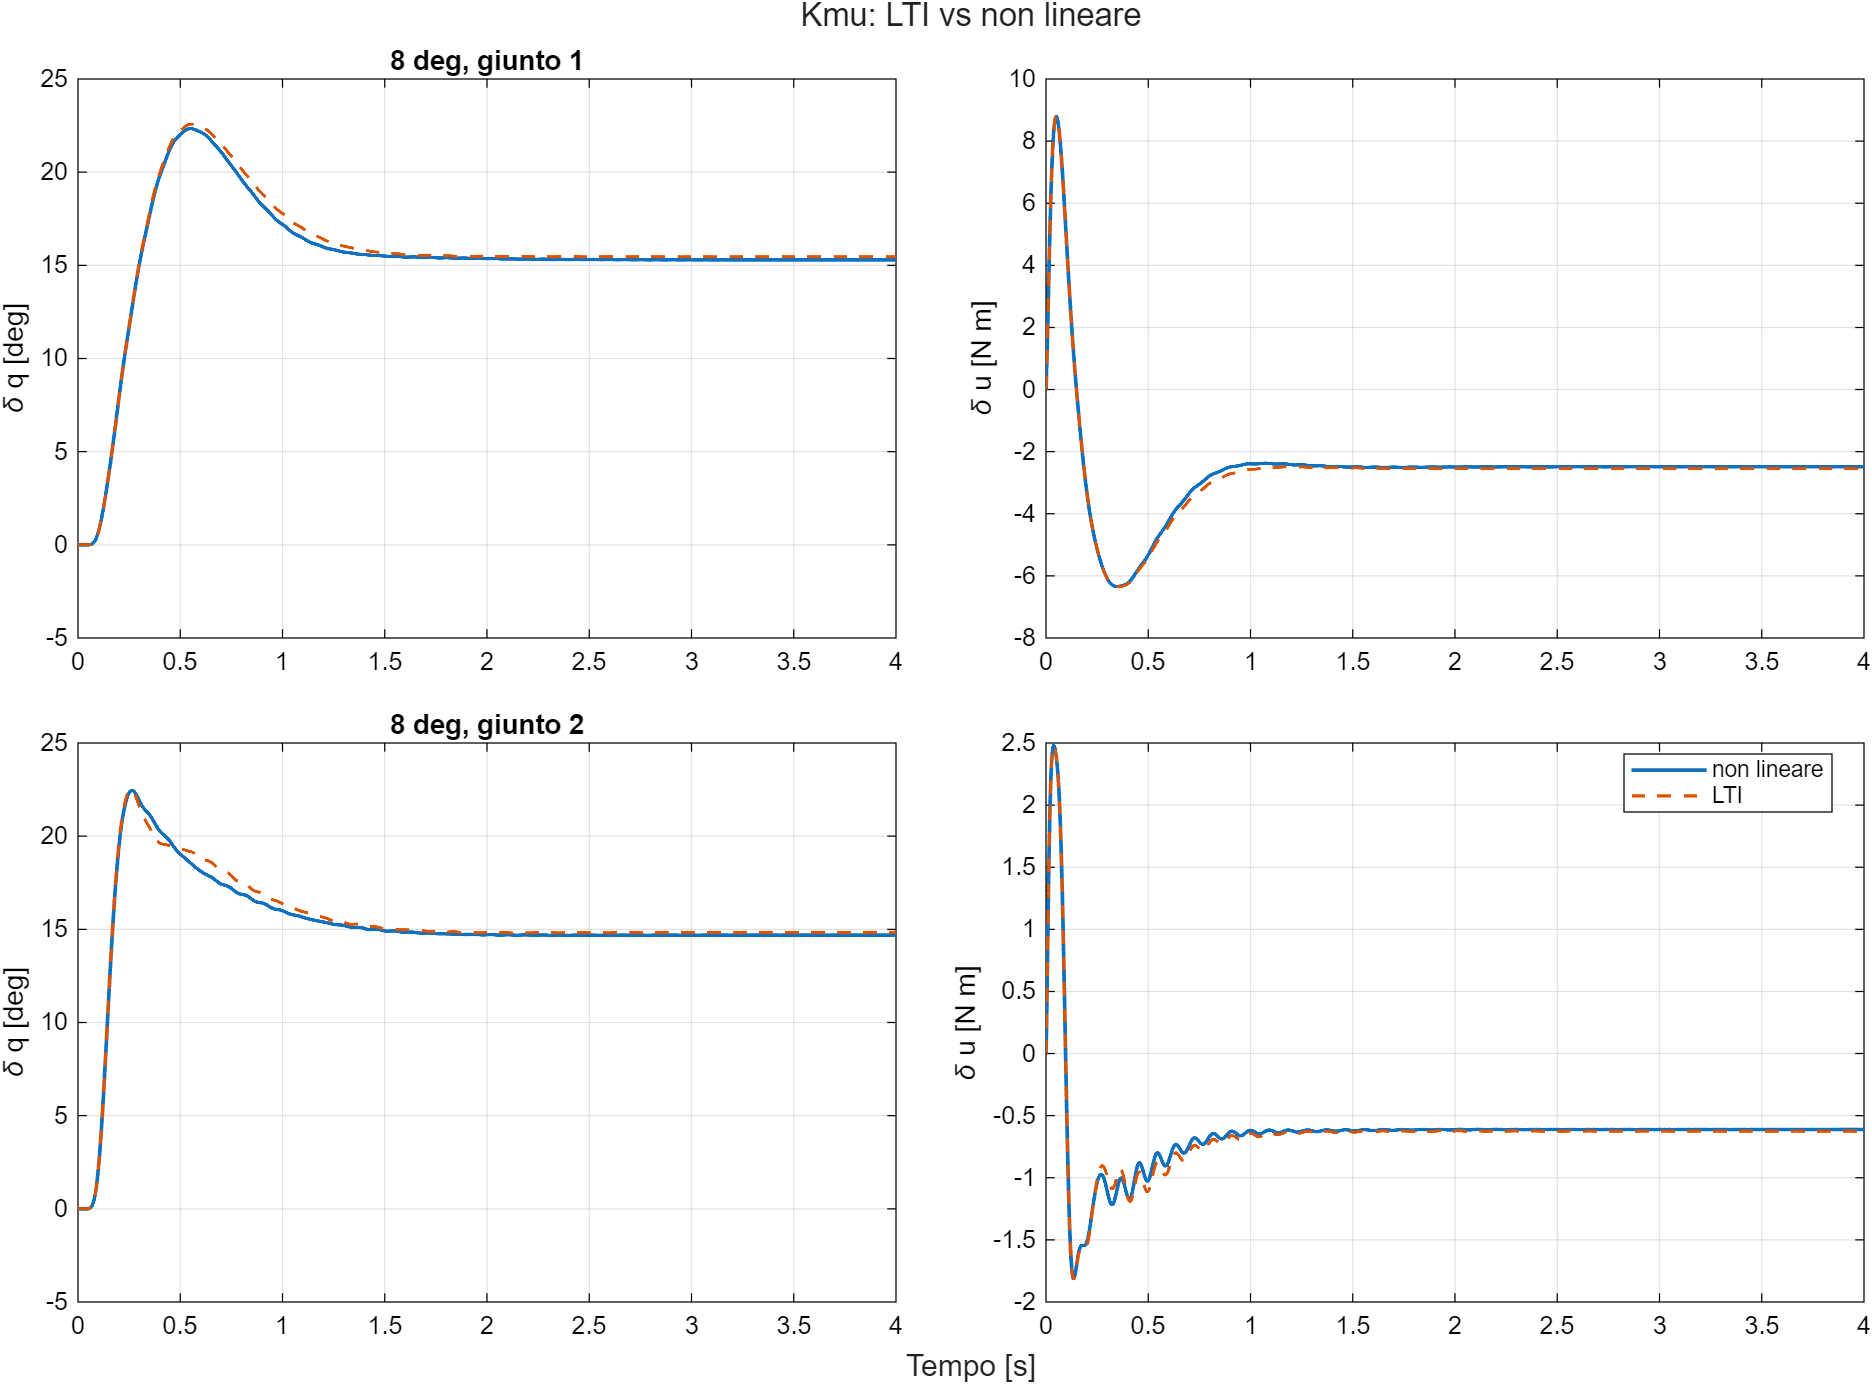 Kmu: LTI vs non lineare
8 deg, giunto 1
25
20
15
10
5
0
-5
δ q [deg]
0 0.5 1 1.5 2 2.5 3 3.5 4
10
8
6
4
2
0
-2
-4
-6
-8
δ u [N m]
0 0.5 1 1.5 2 2.5 3 3.5 4
8 deg, giunto 2
25
20
15
10
5
0
-5
δ q [deg]
0 0.5 1 1.5 2 2.5 3 3.5 4
2.5
2
1.5
1
0.5
0
-0.5
-1
-1.5
-2
δ u [N m]
non lineare
LTI
0 0.5 1 1.5 2 2.5 3 3.5 4
Tempo [s]